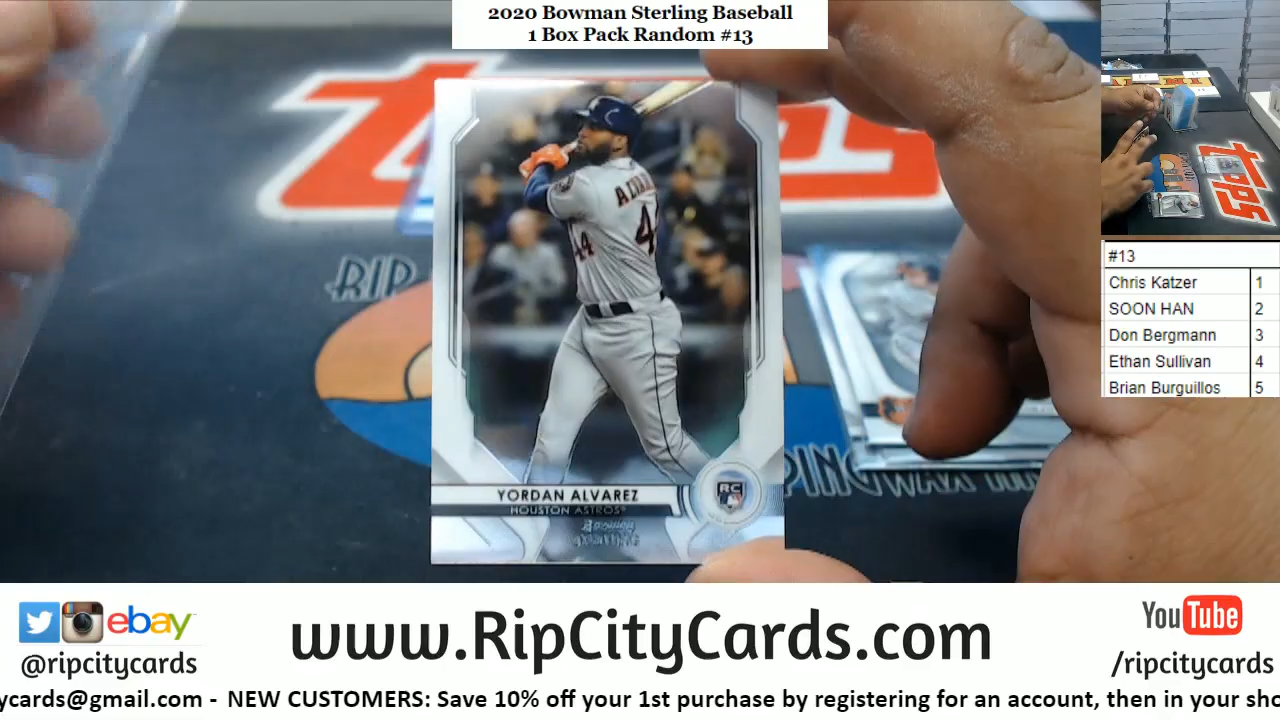 2020 Bowman Sterling Baseball
1 Box Pack Random #13
topps
RIP
44
YORDAN ALVAREZ
HOUSTON ASTROS
RC
#13
Chris Katzer 1
SOON HAN 2
Don Bergmann 3
Ethan Sullivan 4
Brian Burguillos 5
ebay
@ripcitycards
www.RipCityCards.com
YouTube
/ripcitycards
ycards@gmail.com - NEW CUSTOMERS: Save 10% off your 1st purchase by registering for an account, then in your sho